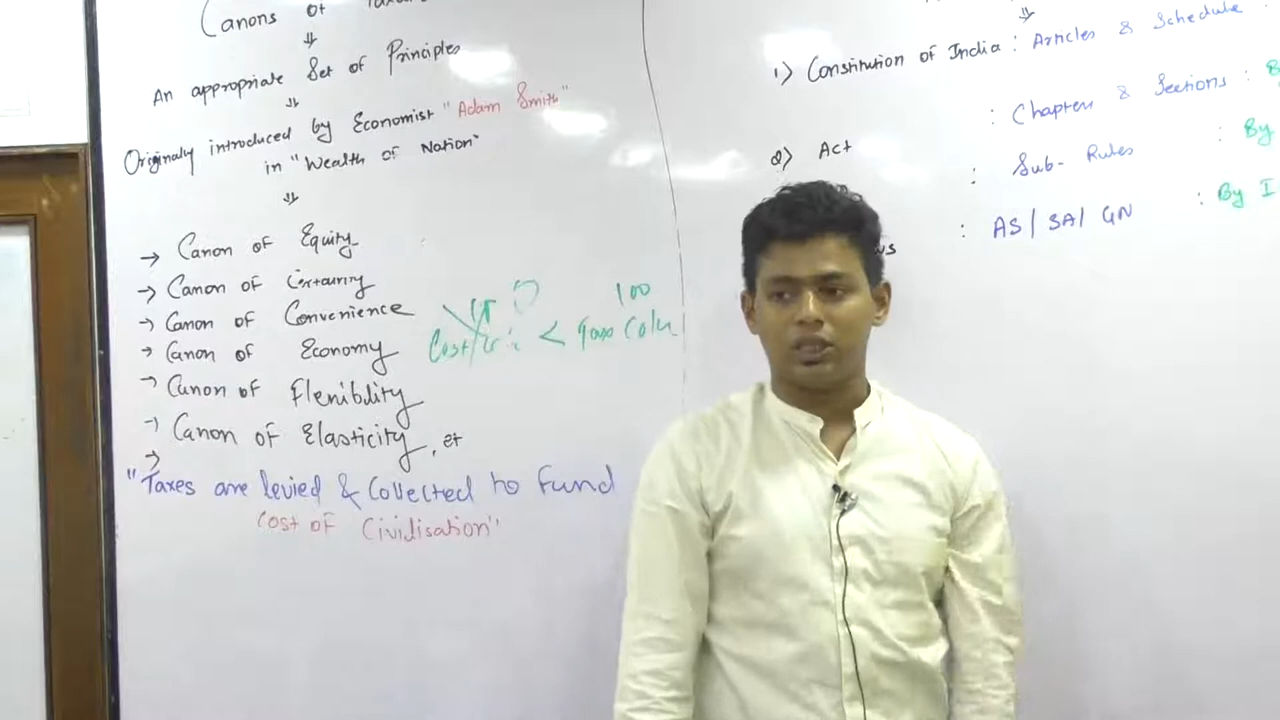 Canons of
⇓
An appropriate Set of Principles
⇓
Originally introduced by Economist "Adam Smith"
in "Wealth of Nation"
⇓
→ Canon of Equity
→ Canon of
→ Canon of Convenience
→ Canon of Economy
→ Canon of Flenibility
→ Canon of Elasticity, et
→
"Taxes are levied & Collected to Fund
Cost of Civilisation"
100
Cost <
⇓
1) Constitution of India : Articles & Schedule
: Chapters & Sections :
2) Act
: Sub-Rules : By
: AS / SA / GN : By I